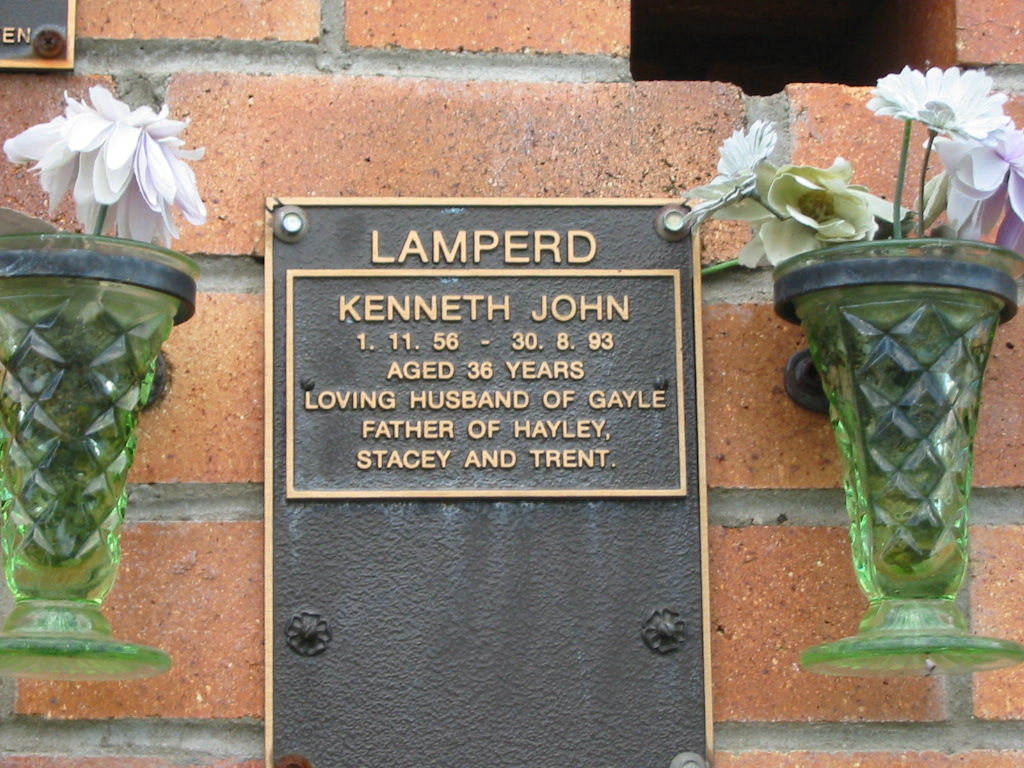 EN
LAMPERD
KENNETH JOHN
1. 11. 56 - 30. 8. 93
AGED 36 YEARS
LOVING HUSBAND OF GAYLE
FATHER OF HAYLEY,
STACEY AND TRENT.